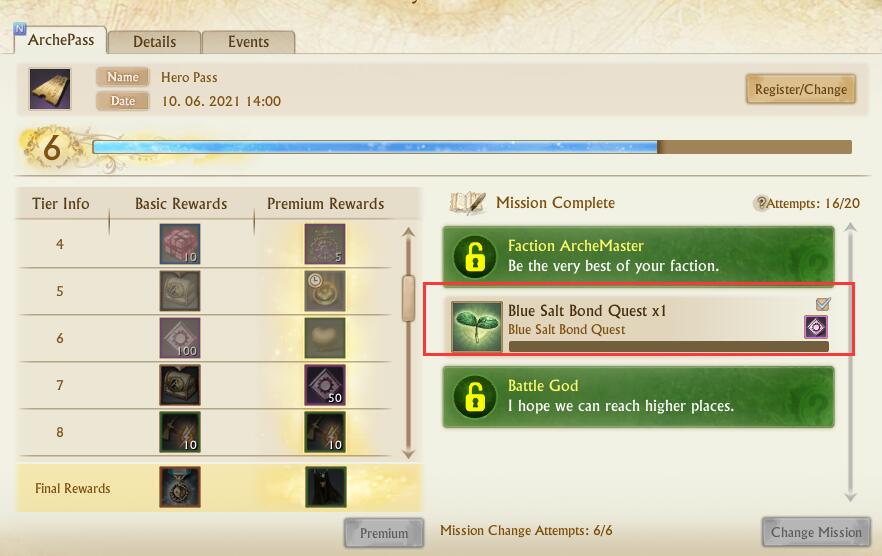 N
ArchePass
Details
Events
Name
Hero Pass
Date
10. 06. 2021 14:00
Register/Change
6
Tier Info
Basic Rewards
Premium Rewards
4
10
5
5
6
100
7
50
8
10
10
Final Rewards
Premium
Mission Complete
?Attempts: 16/20
Faction ArcheMaster
Be the very best of your faction.
Blue Salt Bond Quest x1
Blue Salt Bond Quest
Battle God
I hope we can reach higher places.
Mission Change Attempts: 6/6
Change Mission